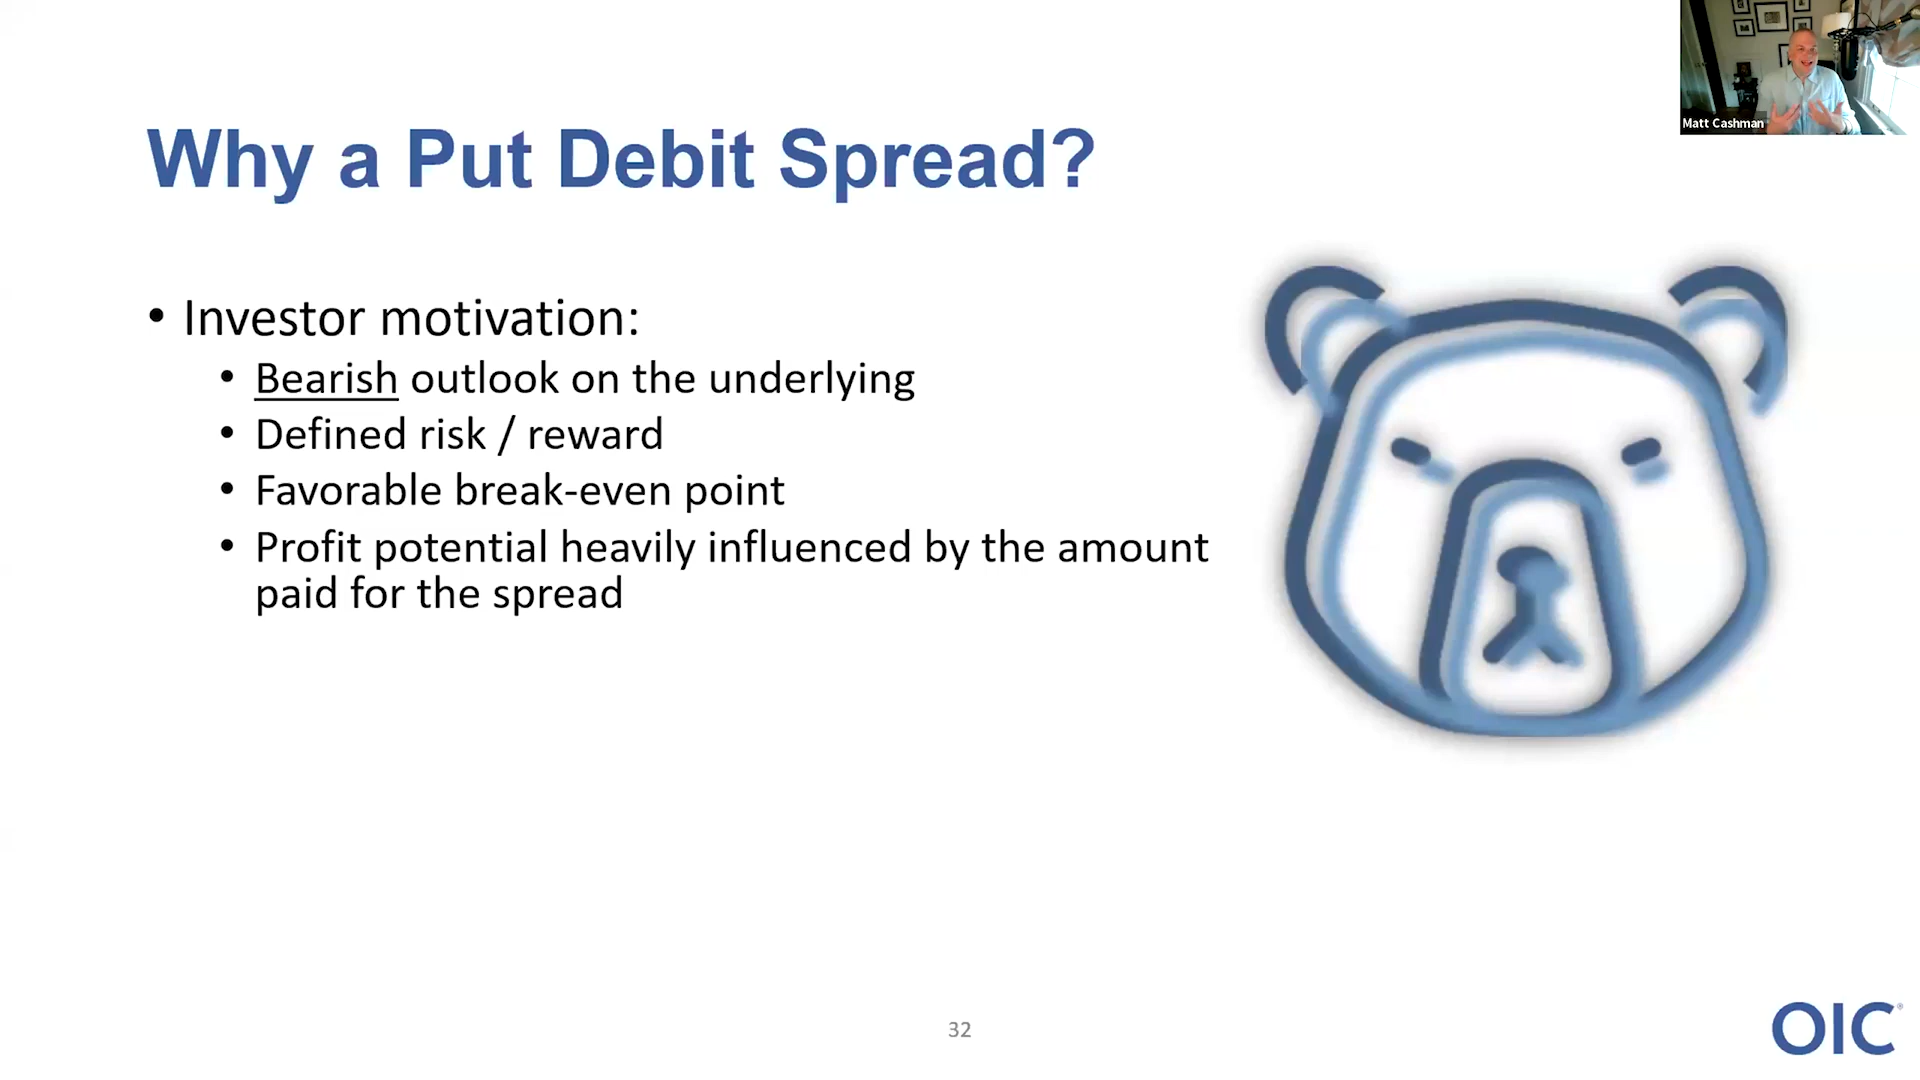 Matt Cashman
Why a Put Debit Spread?
• Investor motivation:
• Bearish outlook on the underlying
• Defined risk / reward
• Favorable break-even point
• Profit potential heavily influenced by the amount
paid for the spread
32
OIC®